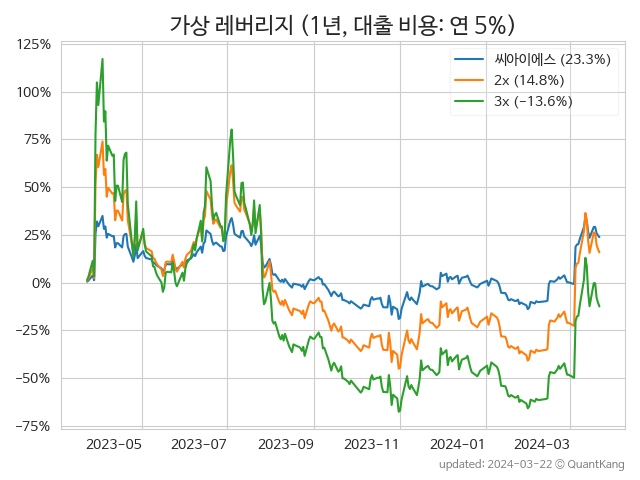 가상 레버리지 (1년, 대출 비용: 연 5%)
씨아이에스 (23.3%)
2x (14.8%)
3x (−13.6%)
125%
100%
75%
50%
25%
0%
−25%
−50%
−75%
2023-05 2023-07 2023-09 2023-11 2024-01 2024-03
updated: 2024-03-22 © QuantKang